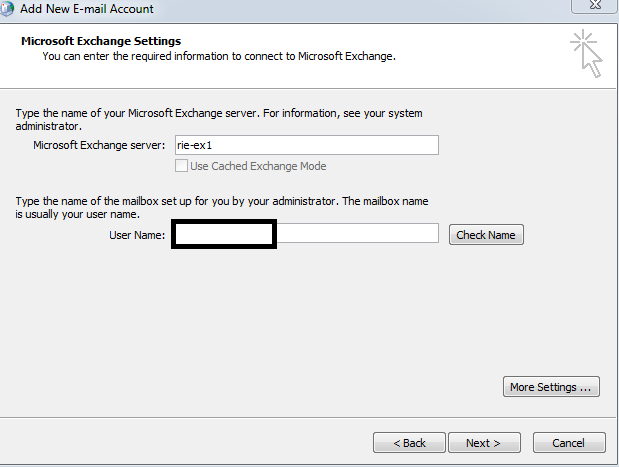 Add New E-mail Account
Microsoft Exchange Settings
You can enter the required information to connect to Microsoft Exchange.
Type the name of your Microsoft Exchange server. For information, see your system
administrator.
Microsoft Exchange server: rie-ex1
Use Cached Exchange Mode
Type the name of the mailbox set up for you by your administrator. The mailbox name
is usually your user name.
User Name: Check Name
More Settings ...
< Back Next > Cancel